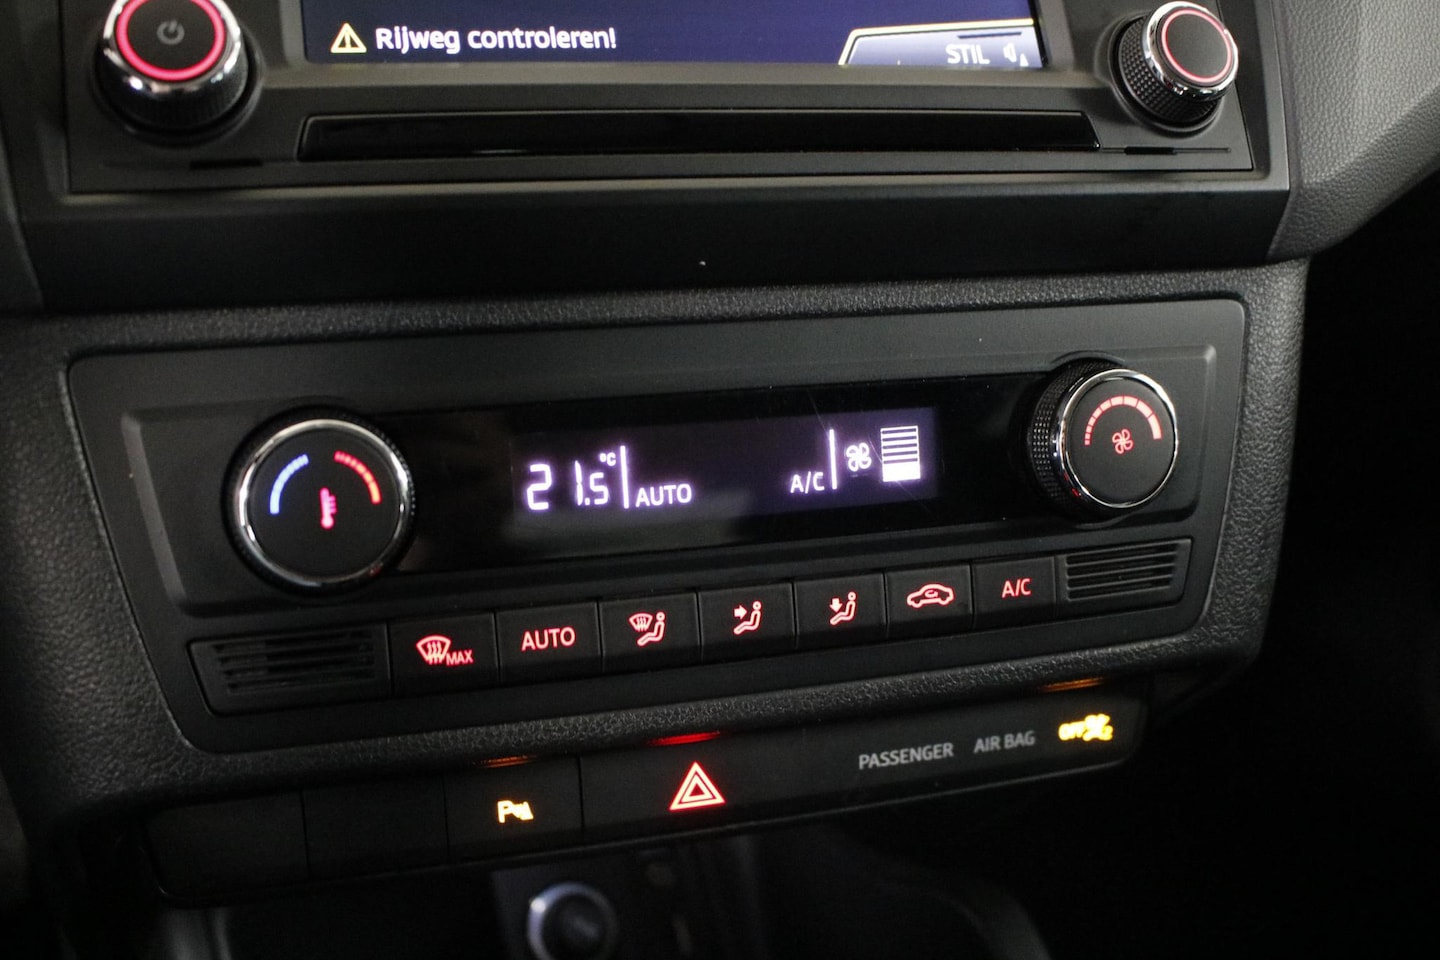 Rijweg controleren!
STIL
21.5 °C AUTO
A/C
MAX
AUTO
A/C
PASSENGER AIR BAG OFF
P